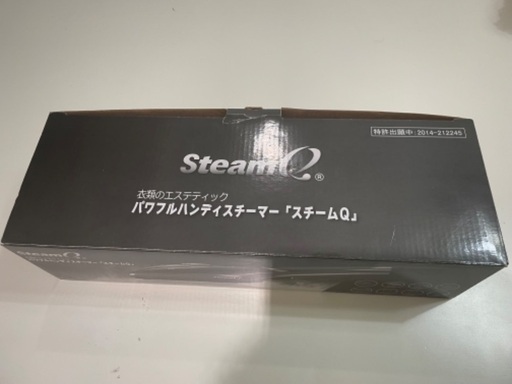 特許出願中:2014-212245
SteamQ®
衣類のエステティック
パワフルハンディスチーマー「スチームQ」
SteamQ